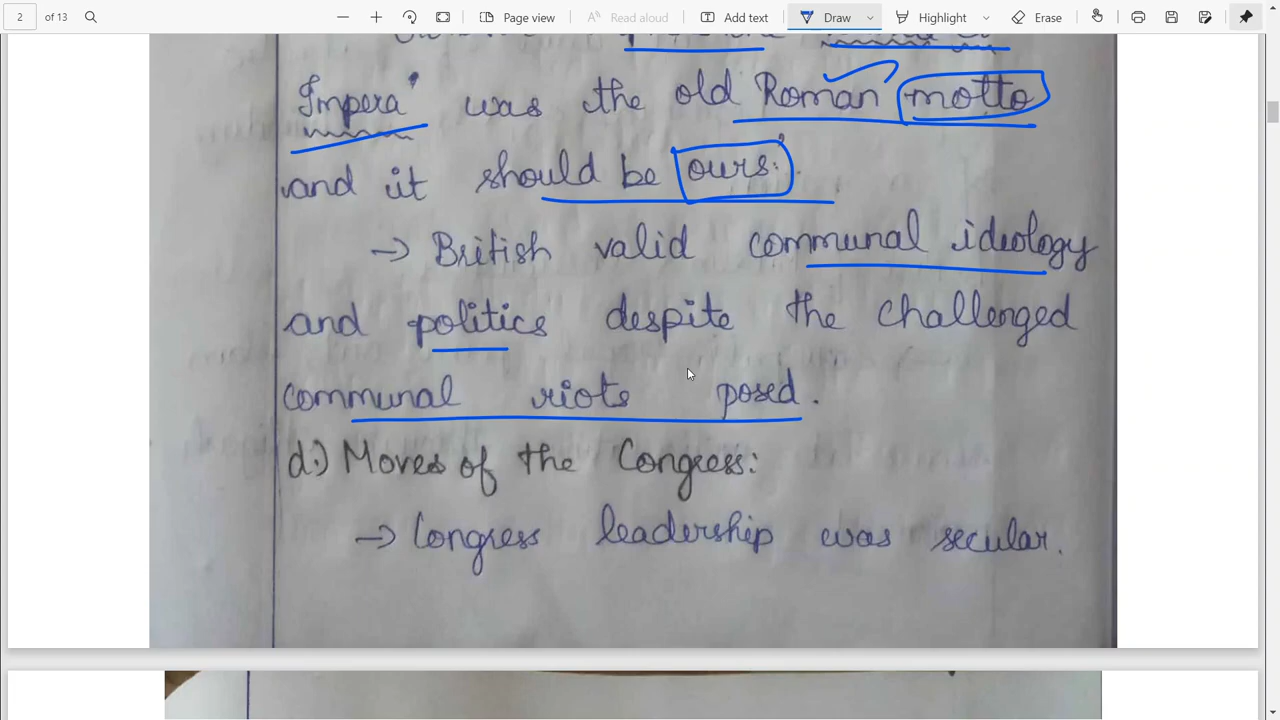 2 of 13 Page view Read aloud Add text Draw Highlight Erase
Impera' was the old Roman motto
and it should be ours.'
→ British valid communal ideology
and politics despite the challenged
communal riots posed.
d.) Moves of the Congress:
→ Congress leadership was secular.